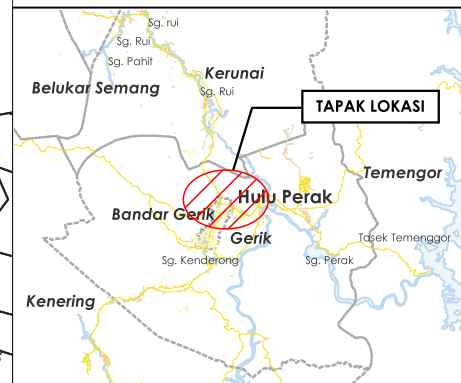 Sg. rui
Sg. Rui
Sg. Pahit
Kerunai
Belukar Semang
Sg. Rui
TAPAK LOKASI
Temengor
Hulu Perak
Bandar Gerik
Gerik
Tasek Temenggor
Sg. Kenderong
Sg. Perak
Kenering